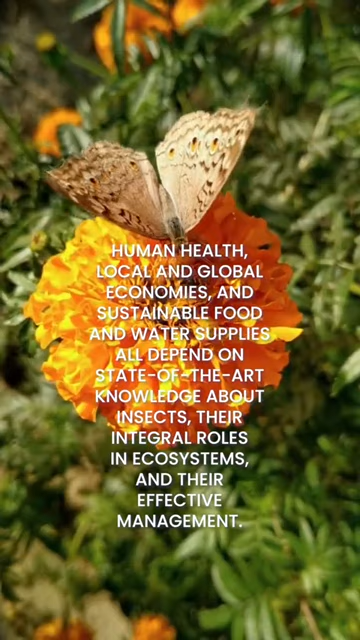 HUMAN HEALTH,
LOCAL AND GLOBAL
ECONOMIES, AND
SUSTAINABLE FOOD
AND WATER SUPPLIES
ALL DEPEND ON
STATE-OF-THE-ART
KNOWLEDGE ABOUT
INSECTS, THEIR
INTEGRAL ROLES
IN ECOSYSTEMS,
AND THEIR
EFFECTIVE
MANAGEMENT.